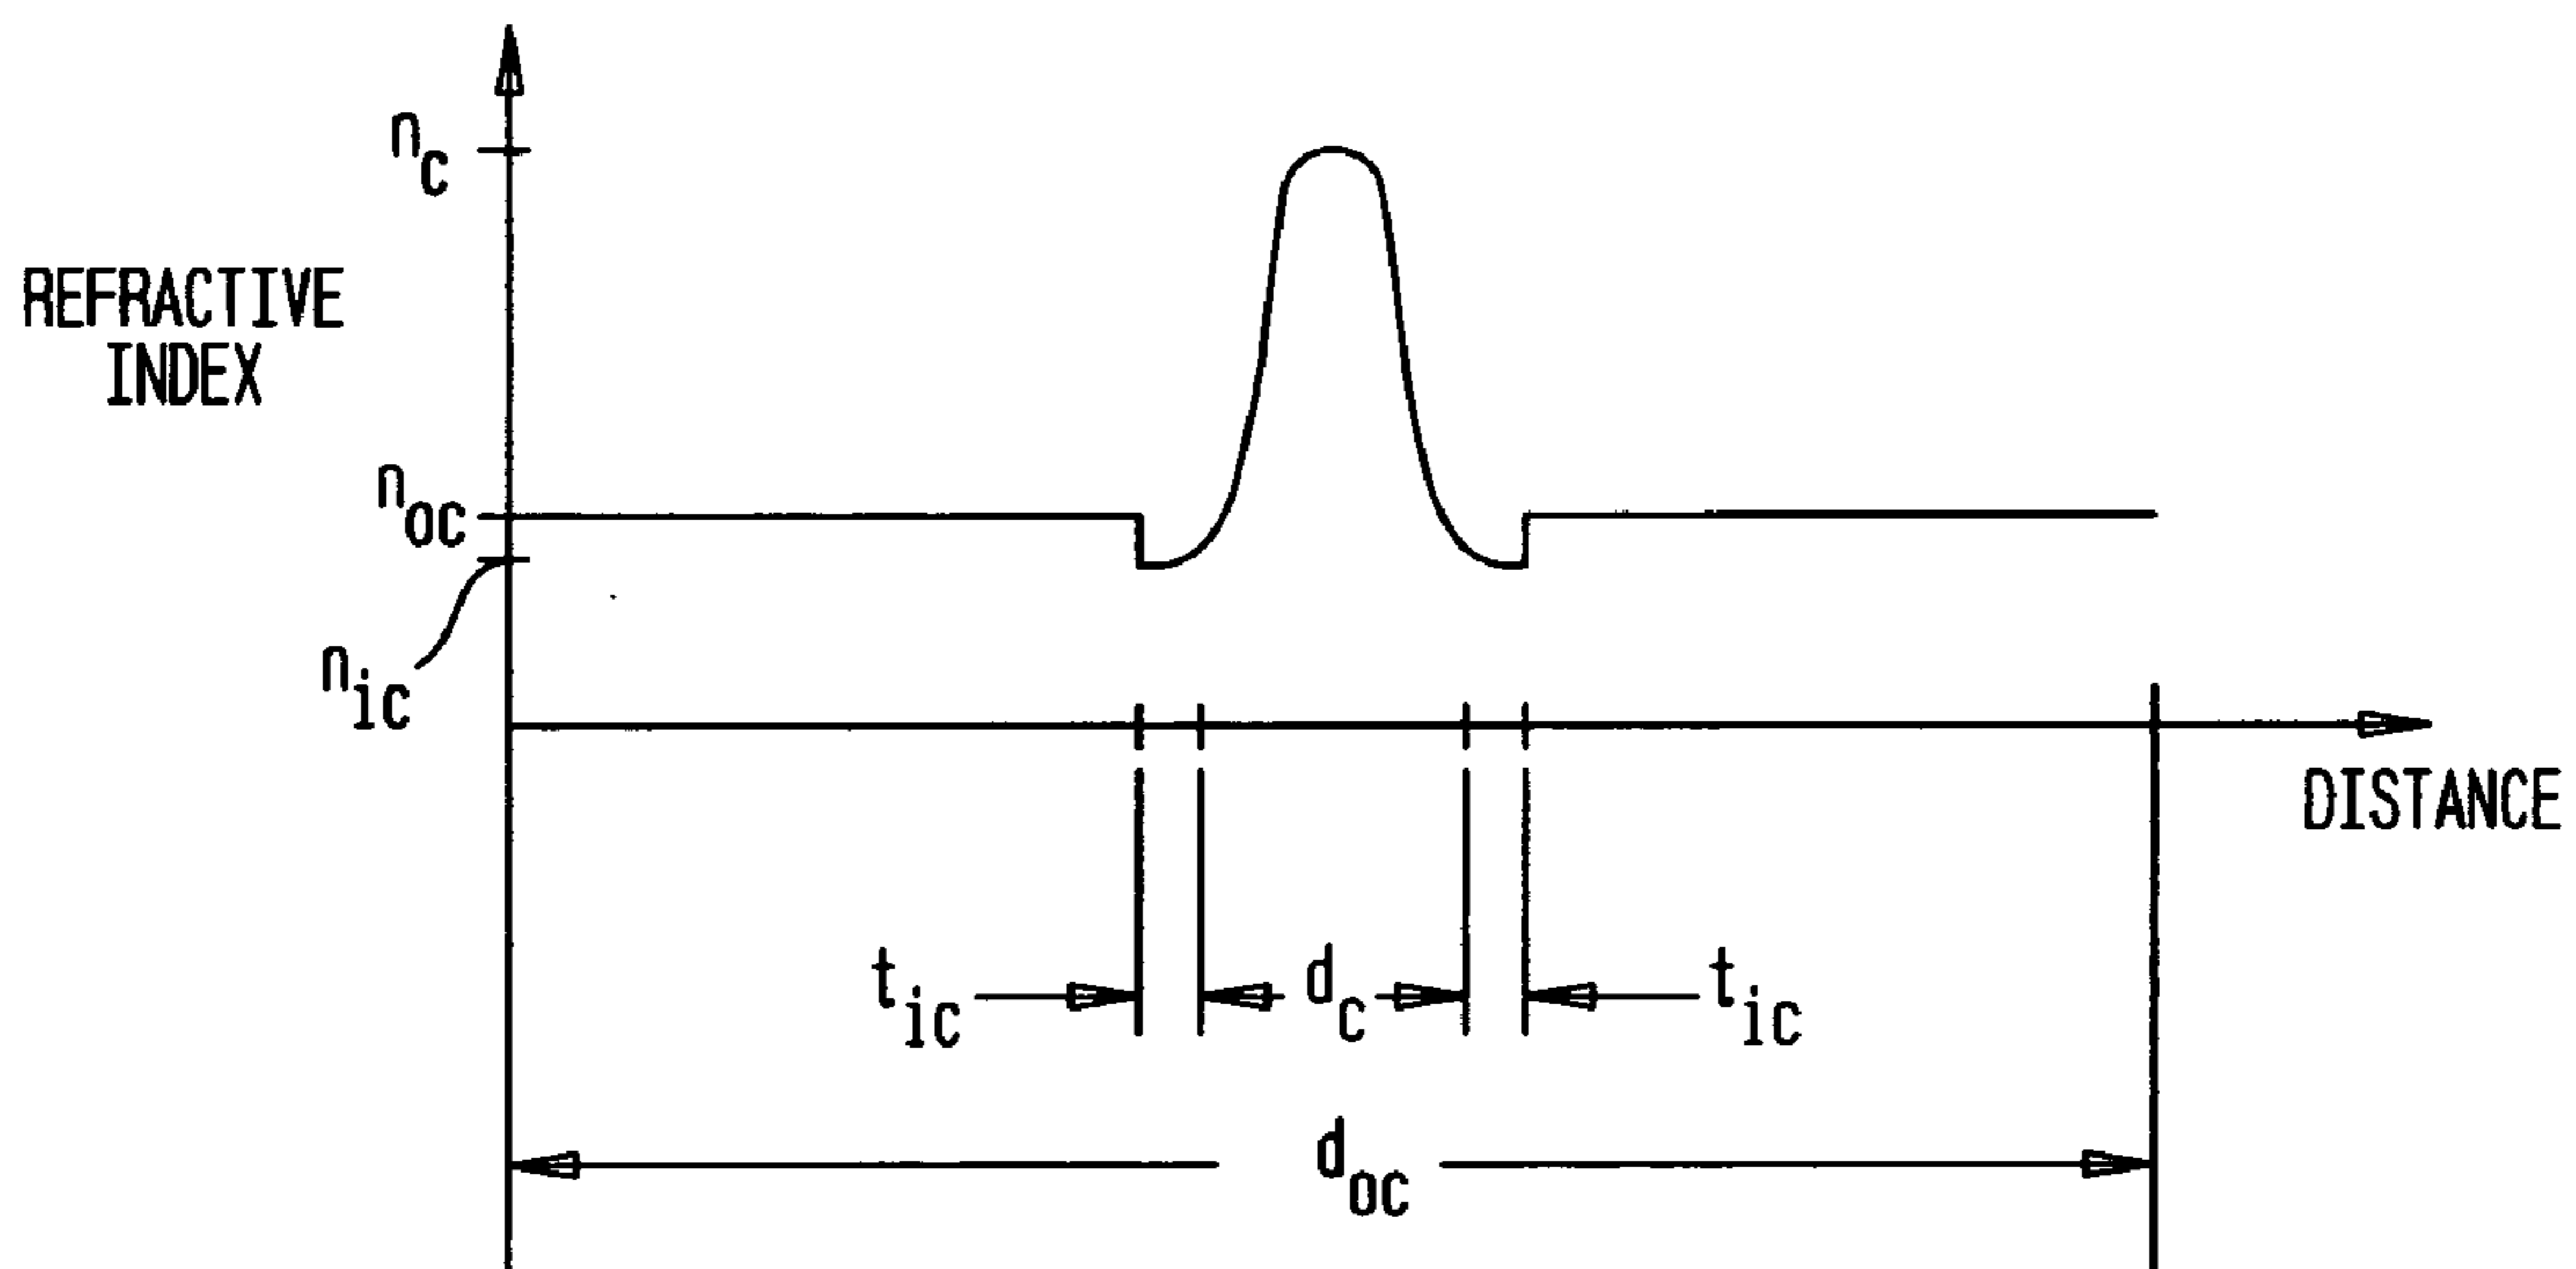 n_c
REFRACTIVE
INDEX
n_oc
n_ic
DISTANCE
t_ic
d_c
t_ic
d_oc